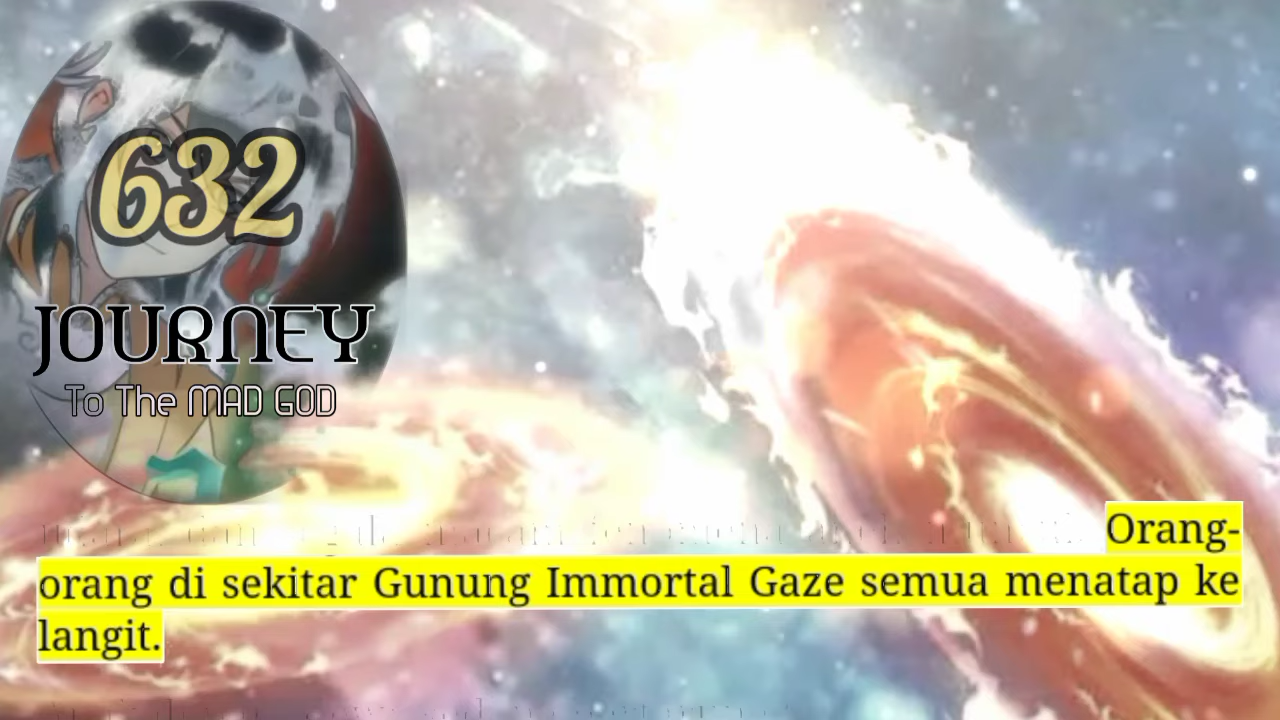 632
JOURNEY
To The MAD GOD
Orang-
orang di sekitar Gunung Immortal Gaze semua menatap ke
langit.